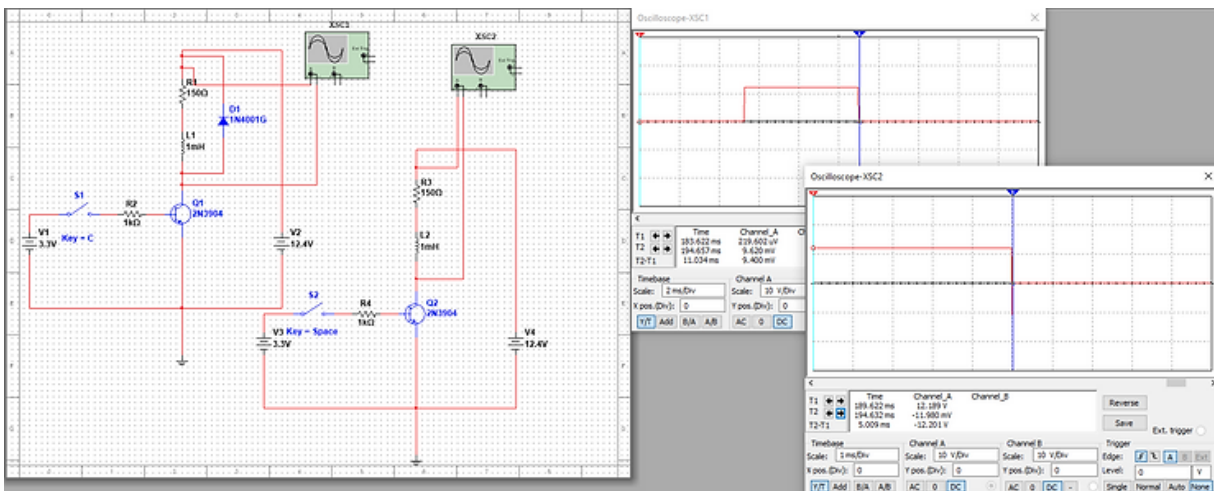 XSC1
XSC2
R1
150Ω
D1
1N4001G
L1
1mH
S1
Key = C
R2
1kΩ
Q1
2N3904
V1
3.3V
V2
12.4V
R3
150Ω
L2
1mH
S2
Key = Space
R4
1kΩ
Q2
2N3904
V3
3.3V
V4
12.4V
Oscilloscope-XSC1
Time Channel_A
T1 183.622 ms 219.602 uV
T2 194.657 ms 9.620 mV
T2-T1 11.034 ms 9.400 mV
Timebase Channel A
Scale: 2 ms/Div Scale: 10 V/Div
X pos.(Div): 0 Y pos.(Div): 0
Y/T Add B/A A/B AC 0 DC
Oscilloscope-XSC2
Time Channel_A Channel_B
T1 189.622 ms 12.189 V
T2 194.632 ms -11.980 mV
T2-T1 5.009 ms -12.201 V
Reverse
Save
Ext. trigger
Timebase Channel A Channel B Trigger
Scale: 1 ms/Div Scale: 10 V/Div Scale: 10 V/Div Edge: A B Ext
X pos.(Div): 0 Y pos.(Div): 0 Y pos.(Div): 0 Level: 0 V
Y/T Add B/A A/B AC 0 DC AC 0 DC - Single Normal Auto None